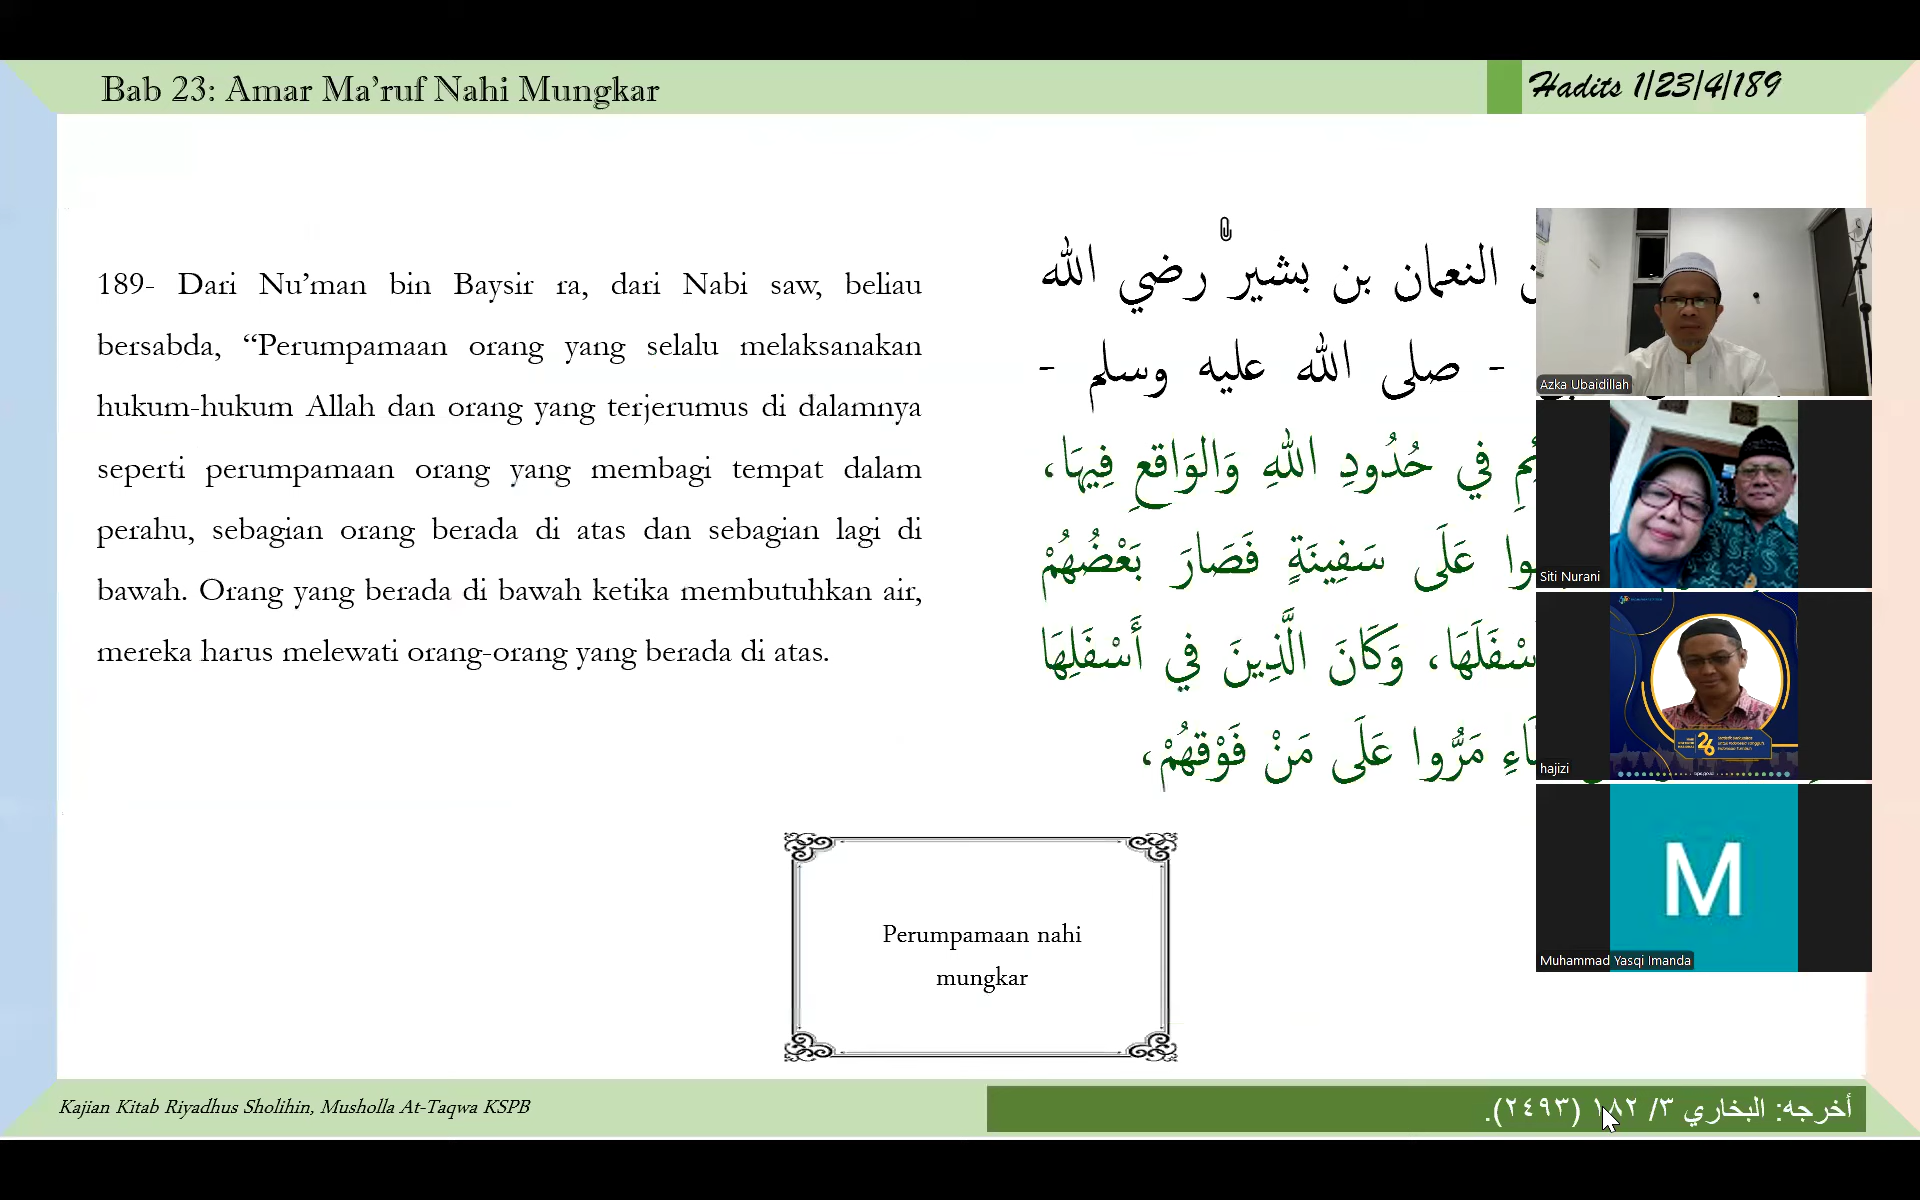 Bab 23: Amar Ma’ruf Nahi Mungkar
Hadits 1/23/4/189
189- Dari Nu’man bin Baysir ra, dari Nabi saw, beliau
bersabda, “Perumpamaan orang yang selalu melaksanakan
hukum-hukum Allah dan orang yang terjerumus di dalamnya
seperti perumpamaan orang yang membagi tempat dalam
perahu, sebagian orang berada di atas dan sebagian lagi di
bawah. Orang yang berada di bawah ketika membutuhkan air,
mereka harus melewati orang-orang yang berada di atas.
النعمان بن بشير رضي الله
- صلى الله عليه وسلم -
في حُدُودِ اللهِ وَالوَاقعِ فِيهَا،
عَلَى سَفِينَةٍ فَصَارَ بَعْضُهُمْ
وَكَانَ الَّذِينَ في أَسْفَلِهَا
مَرُّوا عَلَى مَنْ فَوْقهُمْ،
Azka Ubaidillah
Siti Nurani
26
hajizi
M
Muhammad Yasqi Imanda
Perumpamaan nahi
mungkar
Kajian Kitab Riyadhus Sholihin, Musholla At-Taqwa KSPB
أخرجه: البخاري ٣/ ١٨٢ (٢٤٩٣).